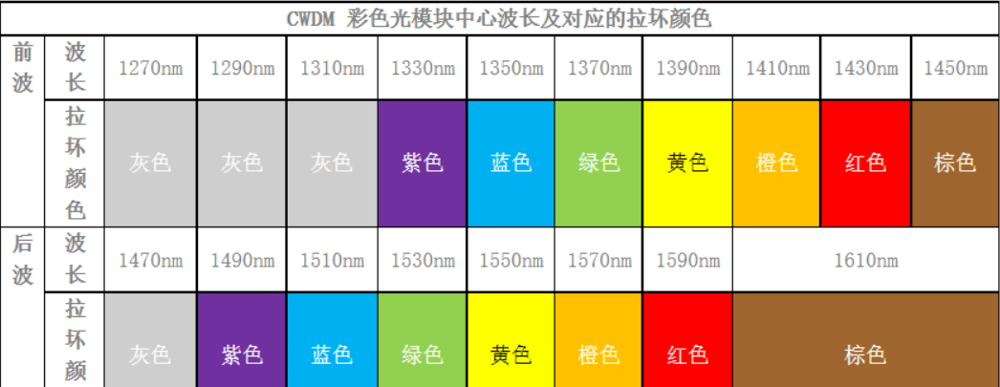 CWDM 彩色光模块中心波长及对应的拉坏颜色
前波 波长 1270nm 1290nm 1310nm 1330nm 1350nm 1370nm 1390nm 1410nm 1430nm 1450nm
拉坏颜色 灰色 灰色 灰色 紫色 蓝色 绿色 黄色 橙色 红色 棕色
后波 波长 1470nm 1490nm 1510nm 1530nm 1550nm 1570nm 1590nm 1610nm
拉坏颜 灰色 紫色 蓝色 绿色 黄色 橙色 红色 棕色